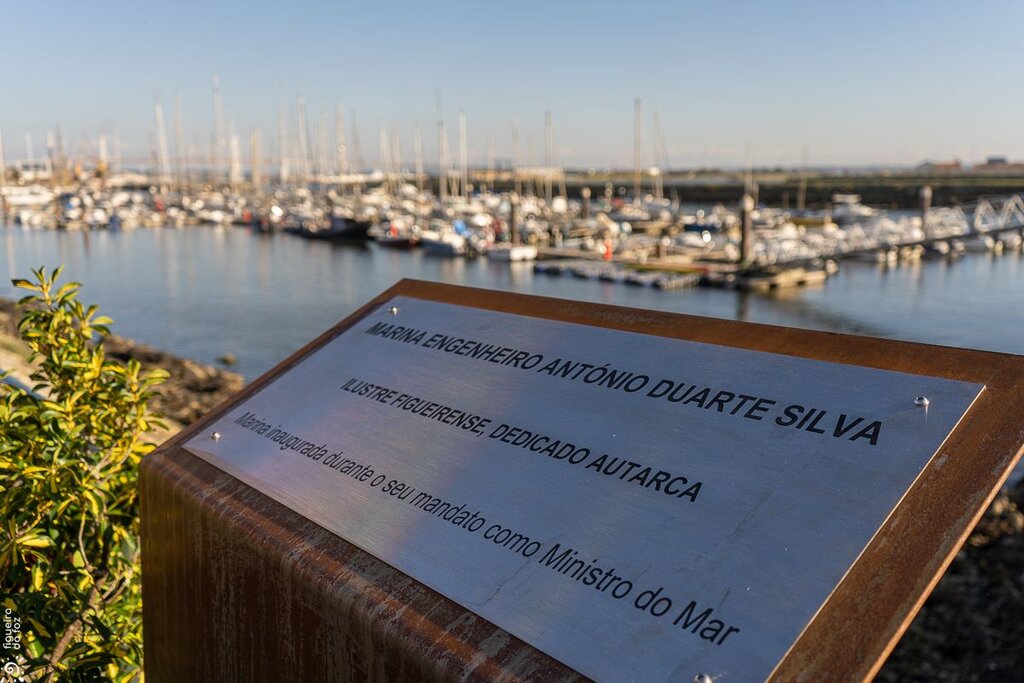 MARINA ENGENHEIRO ANTÓNIO DUARTE SILVA
ILUSTRE FIGUEIRENSE, DEDICADO AUTARCA
Marina inaugurada durante o seu mandato como Ministro do Mar
figueira
da foz